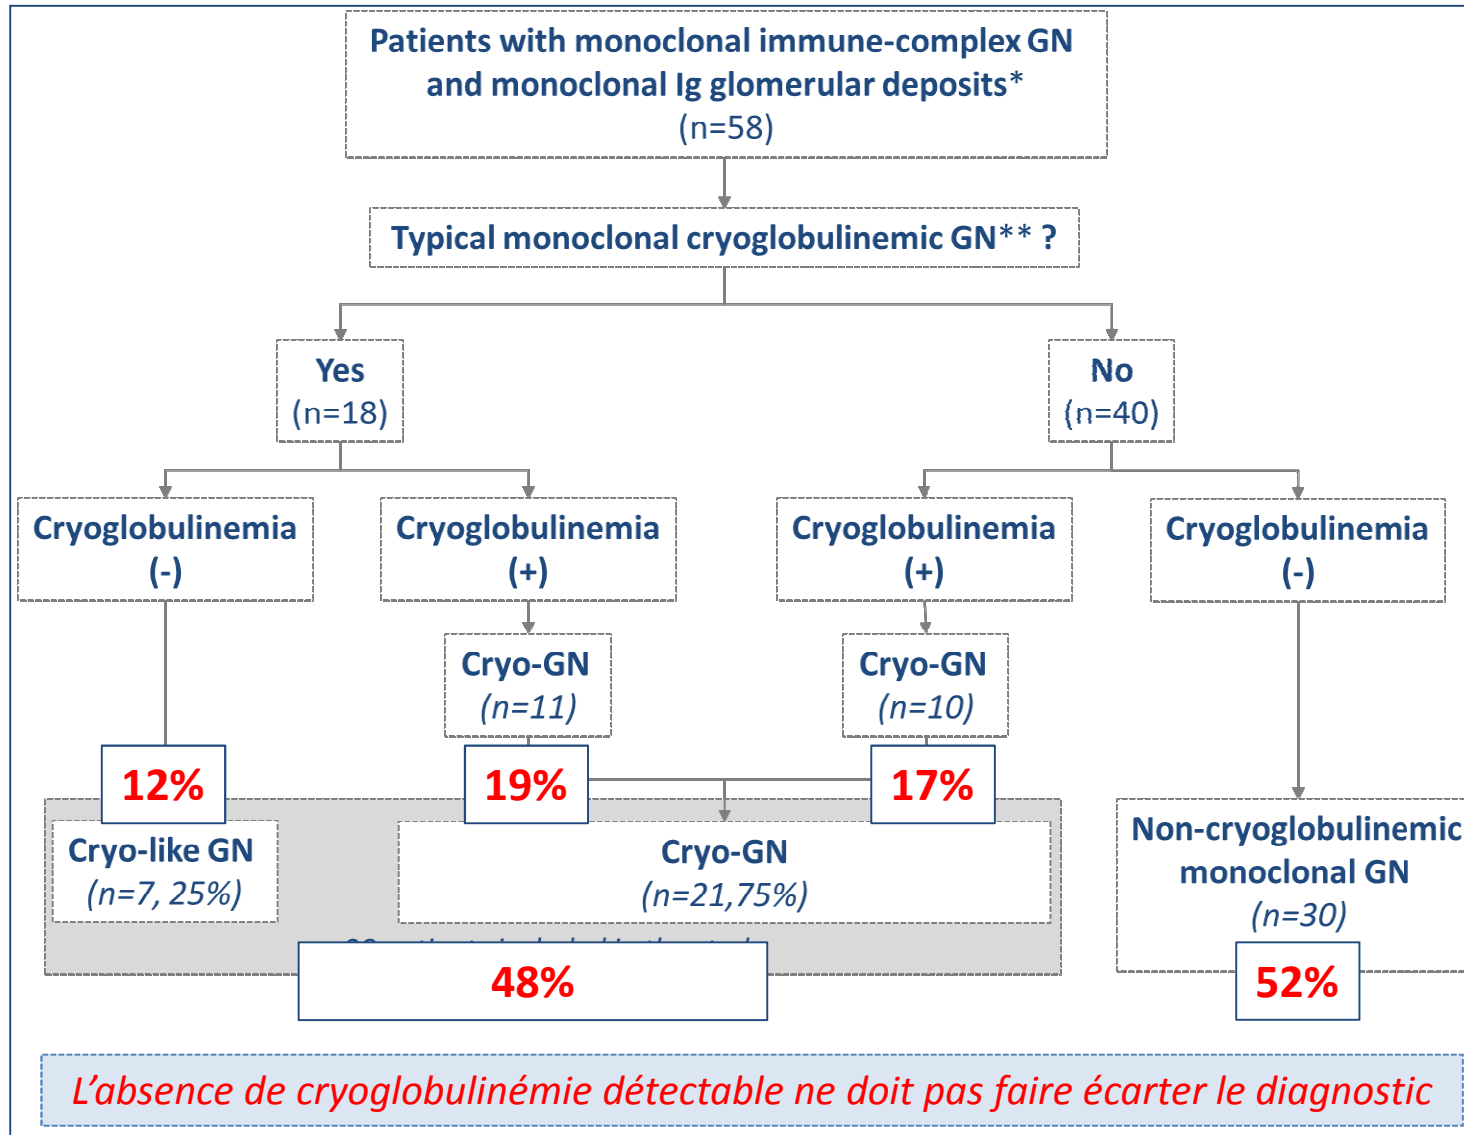 Patients with monoclonal immune-complex GN
and monoclonal Ig glomerular deposits*
(n=58)
Typical monoclonal cryoglobulinemic GN** ?
Yes
(n=18)
No
(n=40)
Cryoglobulinemia
(-)
Cryoglobulinemia
(+)
Cryoglobulinemia
(+)
Cryoglobulinemia
(-)
Cryo-GN
(n=11)
Cryo-GN
(n=10)
12%
19%
17%
Cryo-like GN
(n=7, 25%)
Cryo-GN
(n=21,75%)
Non-cryoglobulinemic
monoclonal GN
(n=30)
48%
52%
L'absence de cryoglobulinémie détectable ne doit pas faire écarter le diagnostic